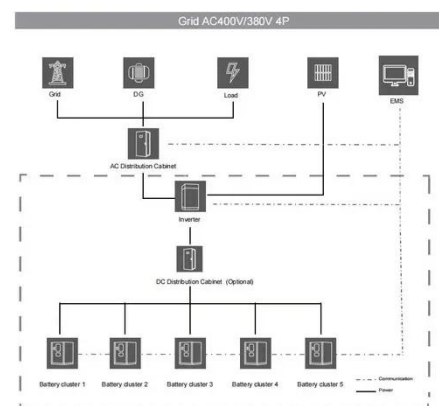 Grid AC400V/380V 4P
Grid
DG
Load
PV
EMS
AC Distribution Cabinet
Inverter
DC Distribution Cabinet (Optional)
Battery cluster 1
Battery cluster 2
Battery cluster 3
Battery cluster 4
Battery cluster 5
Communication
Power